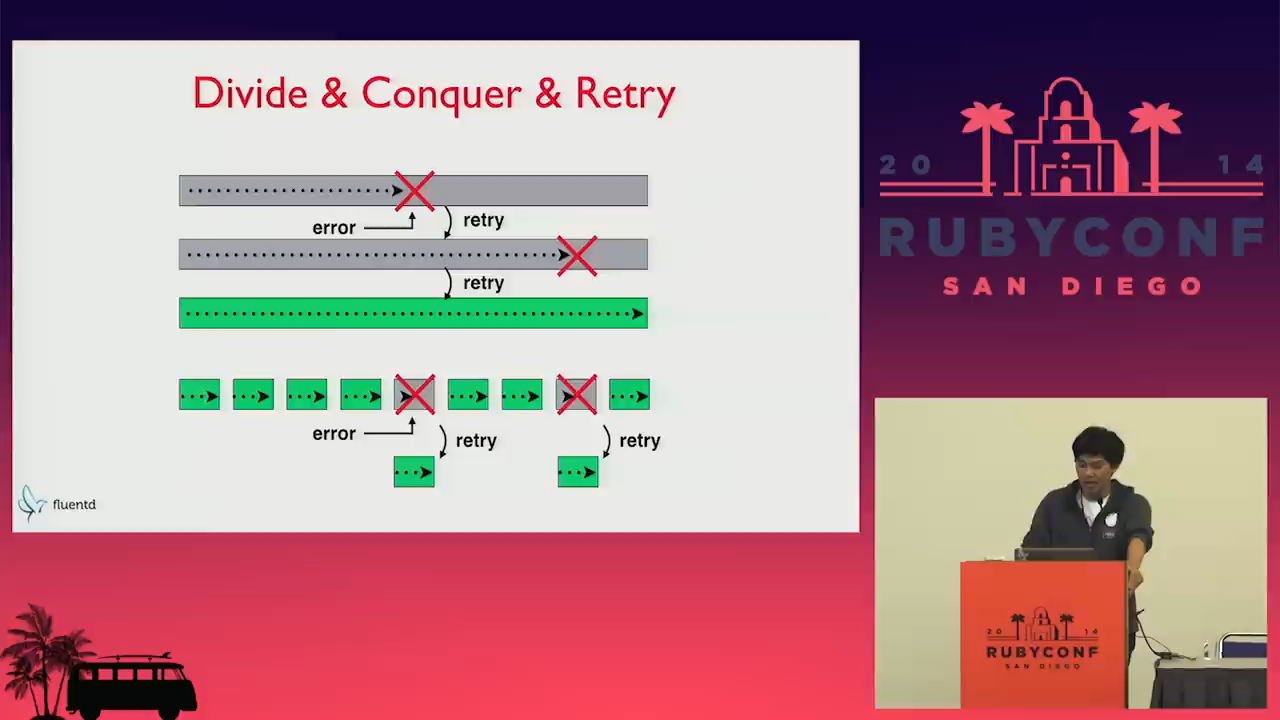 Divide & Conquer & Retry
error
retry
retry
error
retry
retry
fluentd
20 14
RUBYCONF
SAN DIEGO
20 14
RUBYCONF
SAN DIEGO